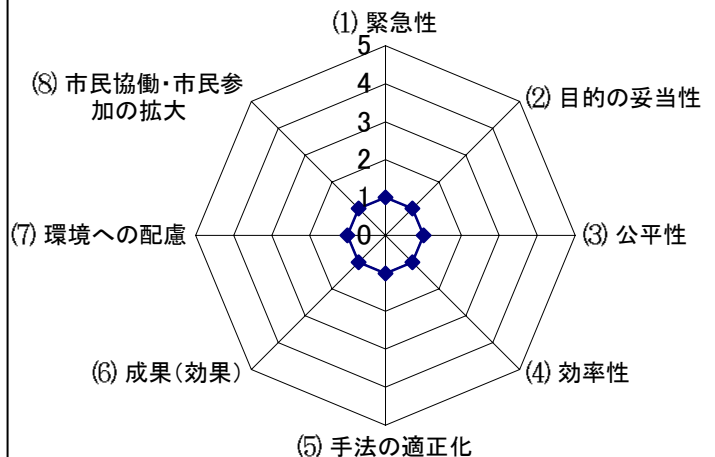 ⑴ 緊急性
5
4
3
2
1
0
⑵ 目的の妥当性
⑶ 公平性
⑷ 効率性
⑸ 手法の適正化
⑹ 成果（効果）
⑺ 環境への配慮
⑻ 市民協働・市民参
加の拡大